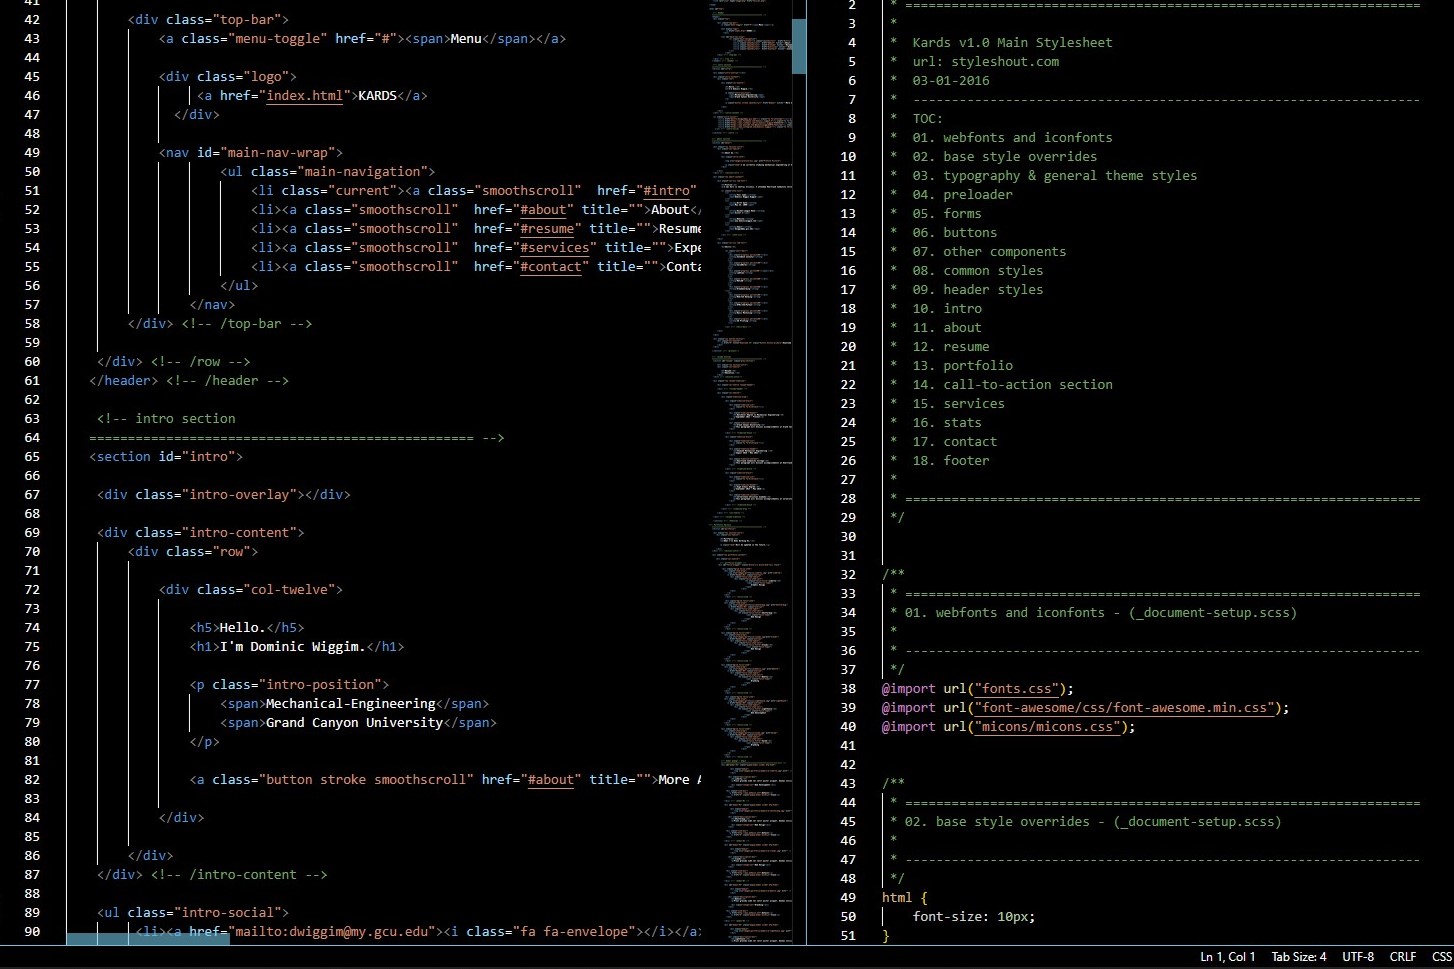 41
42 <div class="top-bar">
43 <a class="menu-toggle" href="#"><span>Menu</span></a>
44
45 <div class="logo">
46 <a href="index.html">KARDS</a>
47 </div>
48
49 <nav id="main-nav-wrap">
50 <ul class="main-navigation">
51 <li class="current"><a class="smoothscroll"  href="#intro"
52 <li><a class="smoothscroll"  href="#about" title="">About</
53 <li><a class="smoothscroll"  href="#resume" title="">Resume
54 <li><a class="smoothscroll"  href="#services" title="">Expe
55 <li><a class="smoothscroll"  href="#contact" title="">Conta
56 </ul>
57 </nav>
58 </div> <!-- /top-bar -->
59
60 </div> <!-- /row -->
61 </header> <!-- /header -->
62
63 <!-- intro section
64 ================================================== -->
65 <section id="intro">
66
67 <div class="intro-overlay"></div>
68
69 <div class="intro-content">
70 <div class="row">
71
72 <div class="col-twelve">
73
74 <h5>Hello.</h5>
75 <h1>I'm Dominic Wiggim.</h1>
76
77 <p class="intro-position">
78 <span>Mechanical-Engineering</span>
79 <span>Grand Canyon University</span>
80 </p>
81
82 <a class="button stroke smoothscroll" href="#about" title="">More A
83
84 </div>
85
86 </div>
87 </div> <!-- /intro-content -->
88
89 <ul class="intro-social">
90 <li><a href="mailto:dwiggim@my.gcu.edu"><i class="fa fa-envelope"></i></a>
2 * ===================================================================
3 *
4 *  Kards v1.0 Main Stylesheet
5 *  url: styleshout.com
6 *  03-01-2016
7 * -------------------------------------------------------------------
8 *  TOC:
9 *  01. webfonts and iconfonts
10 *  02. base style overrides
11 *  03. typography & general theme styles
12 *  04. preloader
13 *  05. forms
14 *  06. buttons
15 *  07. other components
16 *  08. common styles
17 *  09. header styles
18 *  10. intro
19 *  11. about
20 *  12. resume
21 *  13. portfolio
22 *  14. call-to-action section
23 *  15. services
24 *  16. stats
25 *  17. contact
26 *  18. footer
27 *
28 * ===================================================================
29 */
30
31
32 /**
33 * ===================================================================
34 * 01. webfonts and iconfonts - (_document-setup.scss)
35 *
36 * -------------------------------------------------------------------
37 */
38 @import url("fonts.css");
39 @import url("font-awesome/css/font-awesome.min.css");
40 @import url("micons/micons.css");
41
42
43 /**
44 * ===================================================================
45 * 02. base style overrides - (_document-setup.scss)
46 *
47 * -------------------------------------------------------------------
48 */
49 html {
50 font-size: 10px;
51 }
Ln 1, Col 1 Tab Size: 4 UTF-8 CRLF CSS